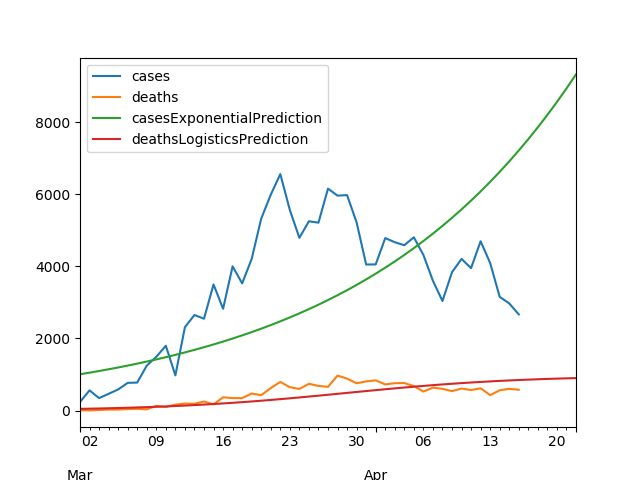 cases
deaths
casesExponentialPrediction
deathsLogisticsPrediction
8000
6000
4000
2000
0
02 09 16 23 30 06 13 20
Mar Apr